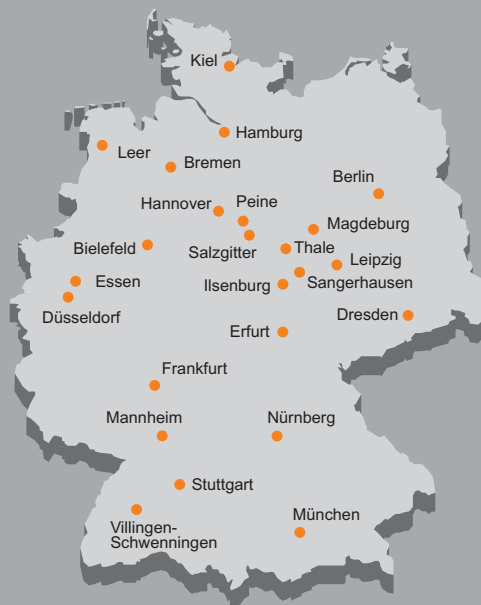 Kiel
Hamburg
Leer
Bremen
Berlin
Hannover
Peine
Magdeburg
Bielefeld
Salzgitter
Thale
Leipzig
Essen
Ilsenburg
Sangerhausen
Düsseldorf
Dresden
Erfurt
Frankfurt
Mannheim
Nürnberg
Stuttgart
Villingen-
Schwenningen
München